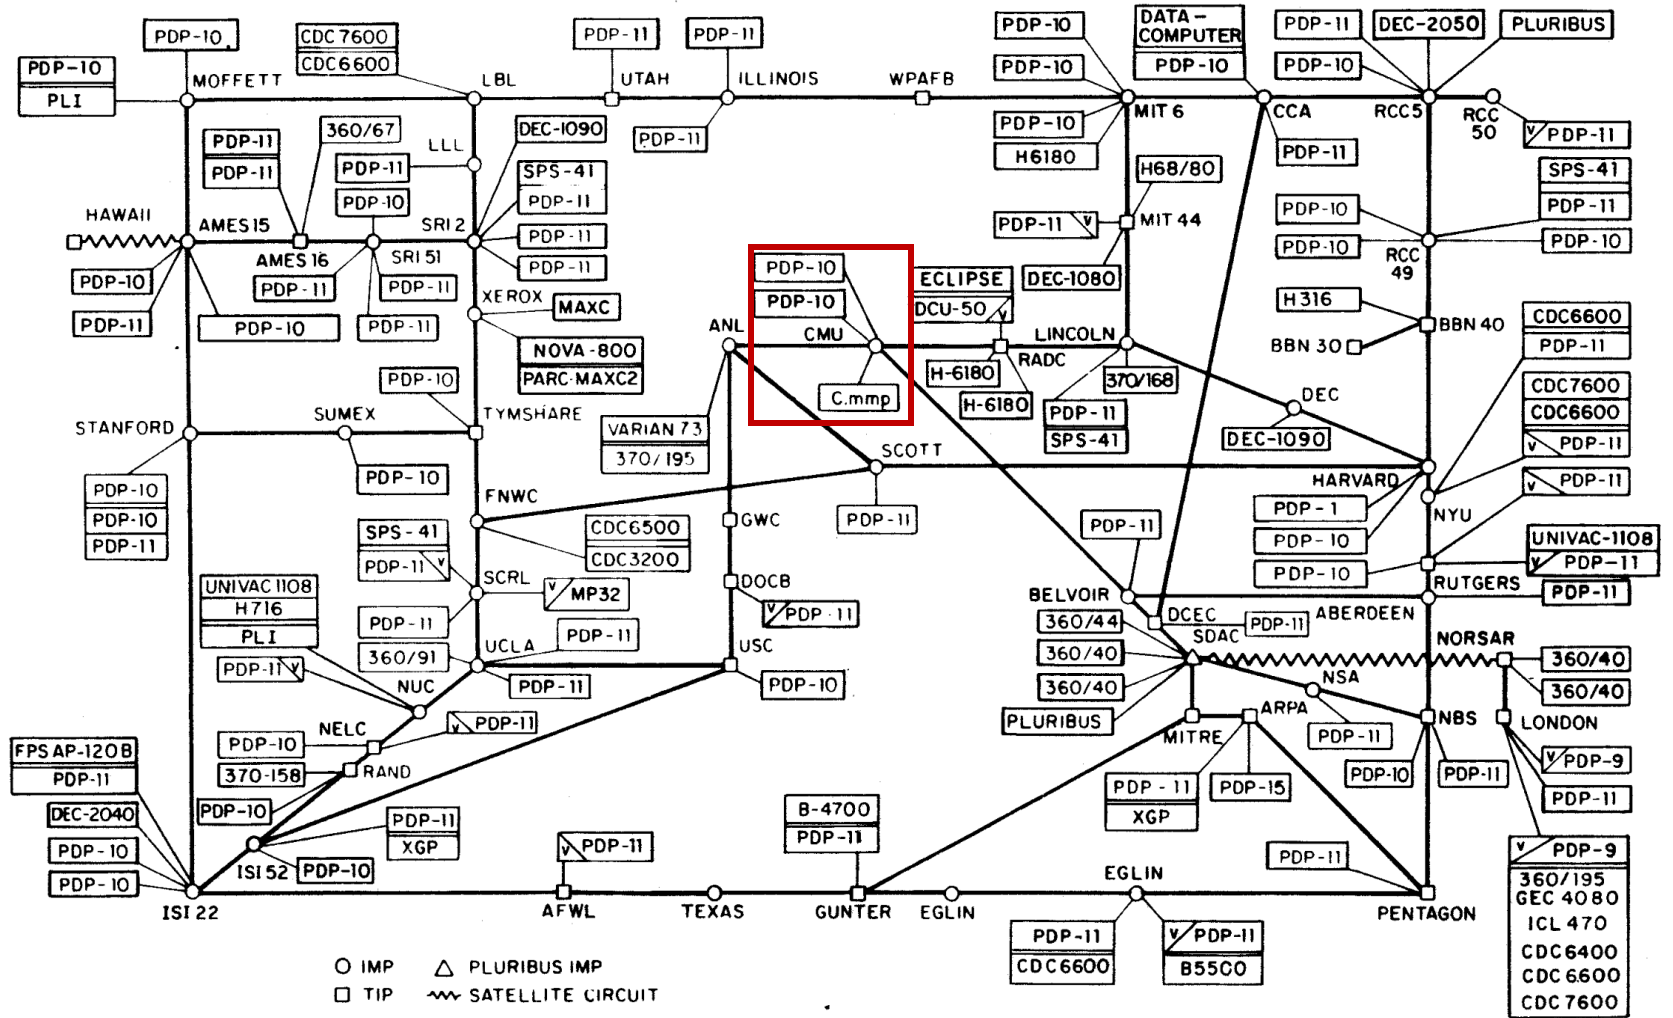 PDP-10
PDP-10
PLI
MOFFETT
CDC7600
CDC6600
LBL
PDP-11
UTAH
PDP-11
ILLINOIS
PDP-11
WPAFB
PDP-10
PDP-10
PDP-10
H6180
MIT 6
DATA-
COMPUTER
PDP-10
CCA
PDP-11
PDP-11
PDP-10
DEC-2050
PLURIBUS
RCC5
RCC
50
V PDP-11
PDP-11
PDP-11
360/67
LLL
PDP-11
DEC-1090
SPS-41
PDP-11
PDP-11
PDP-11
PDP-10
SRI 2
HAWAII
AMES15
AMES16
SRI 51
PDP-10
PDP-11
PDP-10
PDP-11
PDP-11
PDP-11
XEROX
MAXC
NOVA-800
PARC-MAXC2
H68/80
PDP-11 V
MIT 44
DEC-1080
SPS-41
PDP-11
PDP-10
PDP-10
PDP-10
RCC
49
H316
BBN 40
BBN 30
PDP-10
PDP-10
CMU
C.mmp
ANL
ECLIPSE
DCU-50 V
RADC
H-6180
H-6180
LINCOLN
370/168
PDP-11
SPS-41
DEC
DEC-1090
CDC6600
PDP-11
CDC7600
CDC6600
V PDP-11
V PDP-11
STANFORD
PDP-10
PDP-10
PDP-11
SUMEX
PDP-10
PDP-10
TYMSHARE
VARIAN 73
370/195
SCOTT
PDP-11
HARVARD
PDP-1
PDP-10
PDP-10
NYU
RUTGERS
UNIVAC-1108
V PDP-11
PDP-11
ABERDEEN
FNWC
CDC6500
CDC3200
GWC
DOCB
V PDP-11
USC
PDP-10
SPS-41
PDP-11 V
SCRL
V MP32
PDP-11
UCLA
360/91
PDP-11
PDP-11
UNIVAC 1108
H716
PLI
PDP-11 V
NUC
NELC
PDP-10
V PDP-11
370-158
RAND
PDP-10
PDP-11
BELVOIR
DCEC
PDP-11
360/44
360/40
360/40
PLURIBUS
SDAC
NSA
PDP-11
NORSAR
360/40
360/40
NBS
PDP-10
PDP-11
LONDON
V PDP-9
PDP-11
V PDP-9
360/195
GEC 4080
ICL 470
CDC6400
CDC6600
CDC7600
MITRE
ARPA
PDP-11
XGP
PDP-15
FPS AP-120B
PDP-11
DEC-2040
PDP-10
PDP-10
ISI 22
ISI 52
PDP-11
XGP
PDP-10
V PDP-11
AFWL
TEXAS
B-4700
PDP-11
GUNTER
EGLIN
EGLIN
PDP-11
CDC6600
V PDP-11
B5500
PDP-11
PENTAGON
IMP
PLURIBUS IMP
TIP
SATELLITE CIRCUIT